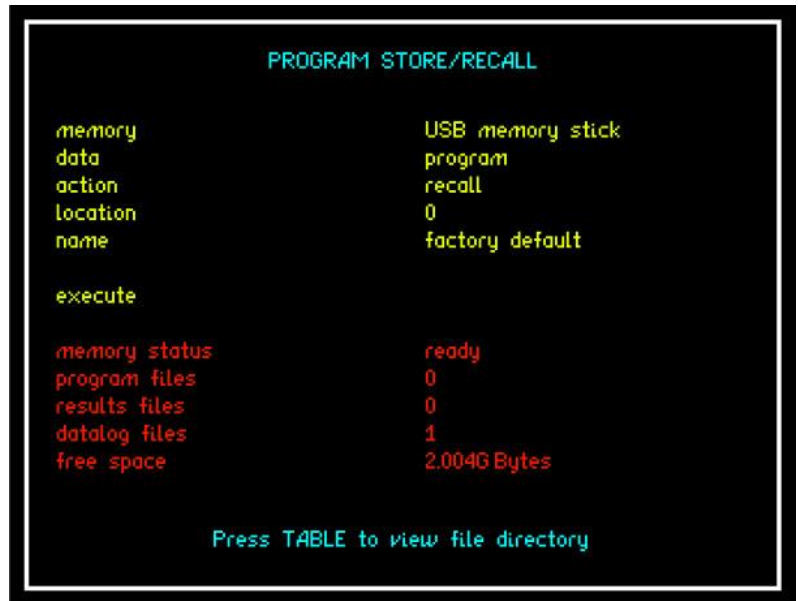 PROGRAM STORE/RECALL
memory USB memory stick
data program
action recall
location 0
name factory default
execute
memory status ready
program files 0
results files 0
datalog files 1
free space 2.004G Bytes
Press TABLE to view file directory